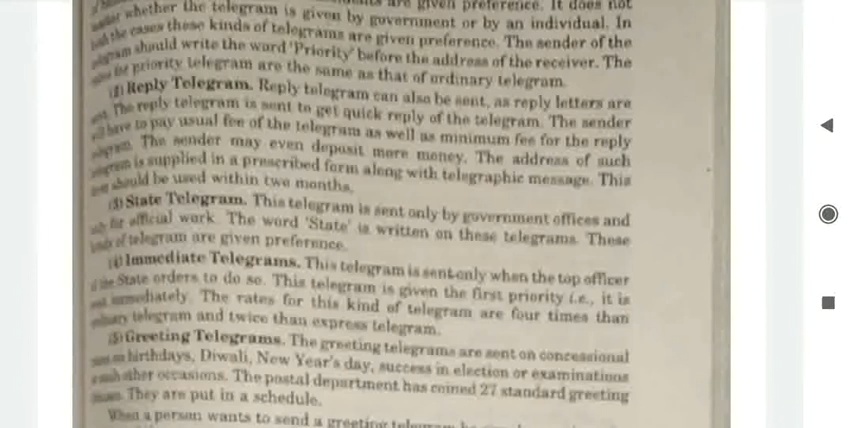 are given preference. It does not
whether the telegram is given by government or by an individual. In
the cases these kinds of telegrams are given preference. The sender of the
should write the word 'Priority' before the address of the receiver. The
for priority telegram are the same as that of ordinary telegram.
(2) Reply Telegram. Reply telegram can also be sent, as reply letters are
The reply telegram is sent to get quick reply of the telegram. The sender
have to pay usual fee of the telegram as well as minimum fee for the reply
The sender may even deposit more money. The address of such
is supplied in a prescribed form along with telegraphic message. This
should be used within two months.
(3) State Telegram. This telegram is sent only by government offices and
for official work. The word 'State' is written on these telegrams. These
of telegram are given preference.
(4) Immediate Telegrams. This telegram is sent only when the top officer
State orders to do so. This telegram is given the first priority i.e., it is
immediately. The rates for this kind of telegram are four times than
telegram and twice than express telegram.
(5) Greeting Telegrams. The greeting telegrams are sent on concessional
on birthdays, Diwali, New Year's day, success in election or examinations
other occasions. The postal department has coined 27 standard greeting
They are put in a schedule.
When a person wants to send a greeting